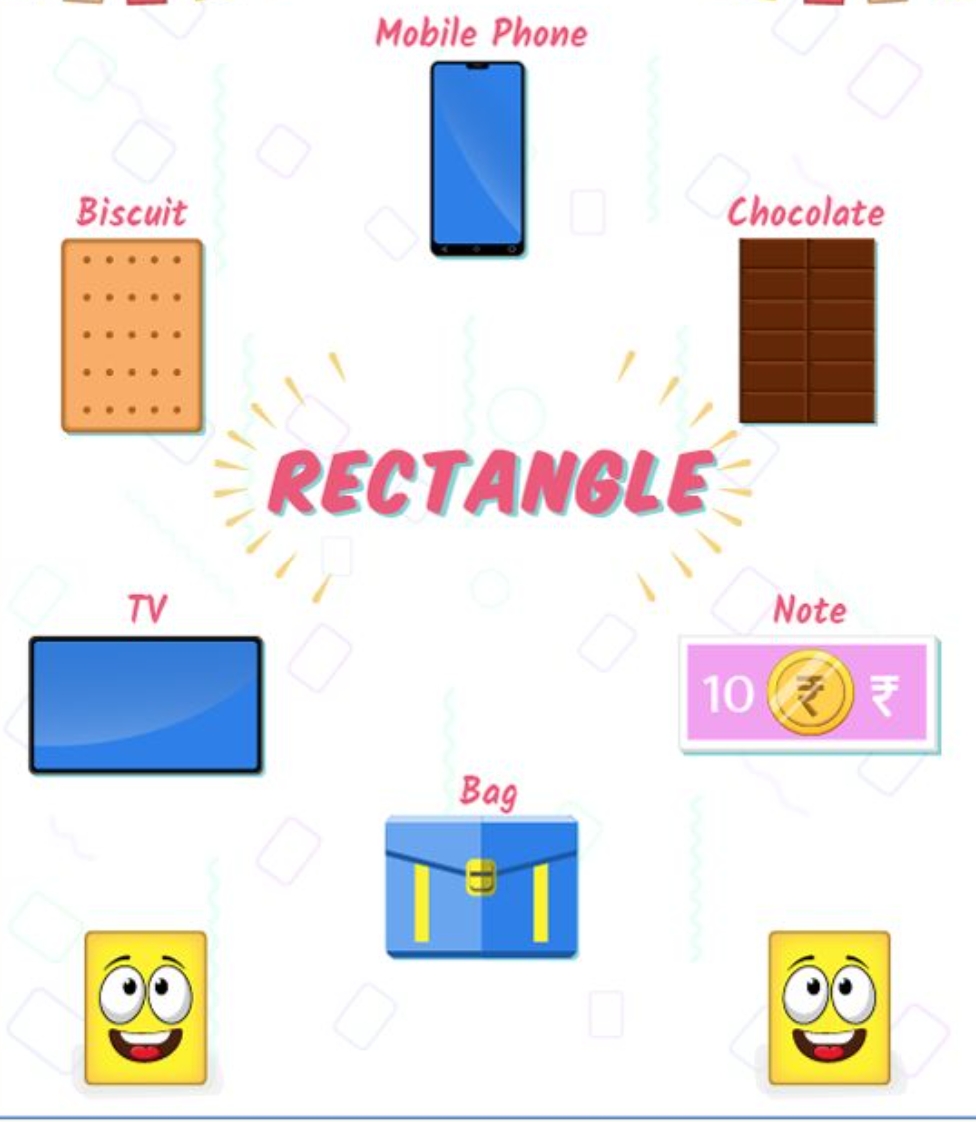 Mobile Phone
Biscuit
Chocolate
RECTANGLE
TV
Note
10 ₹ ₹
Bag